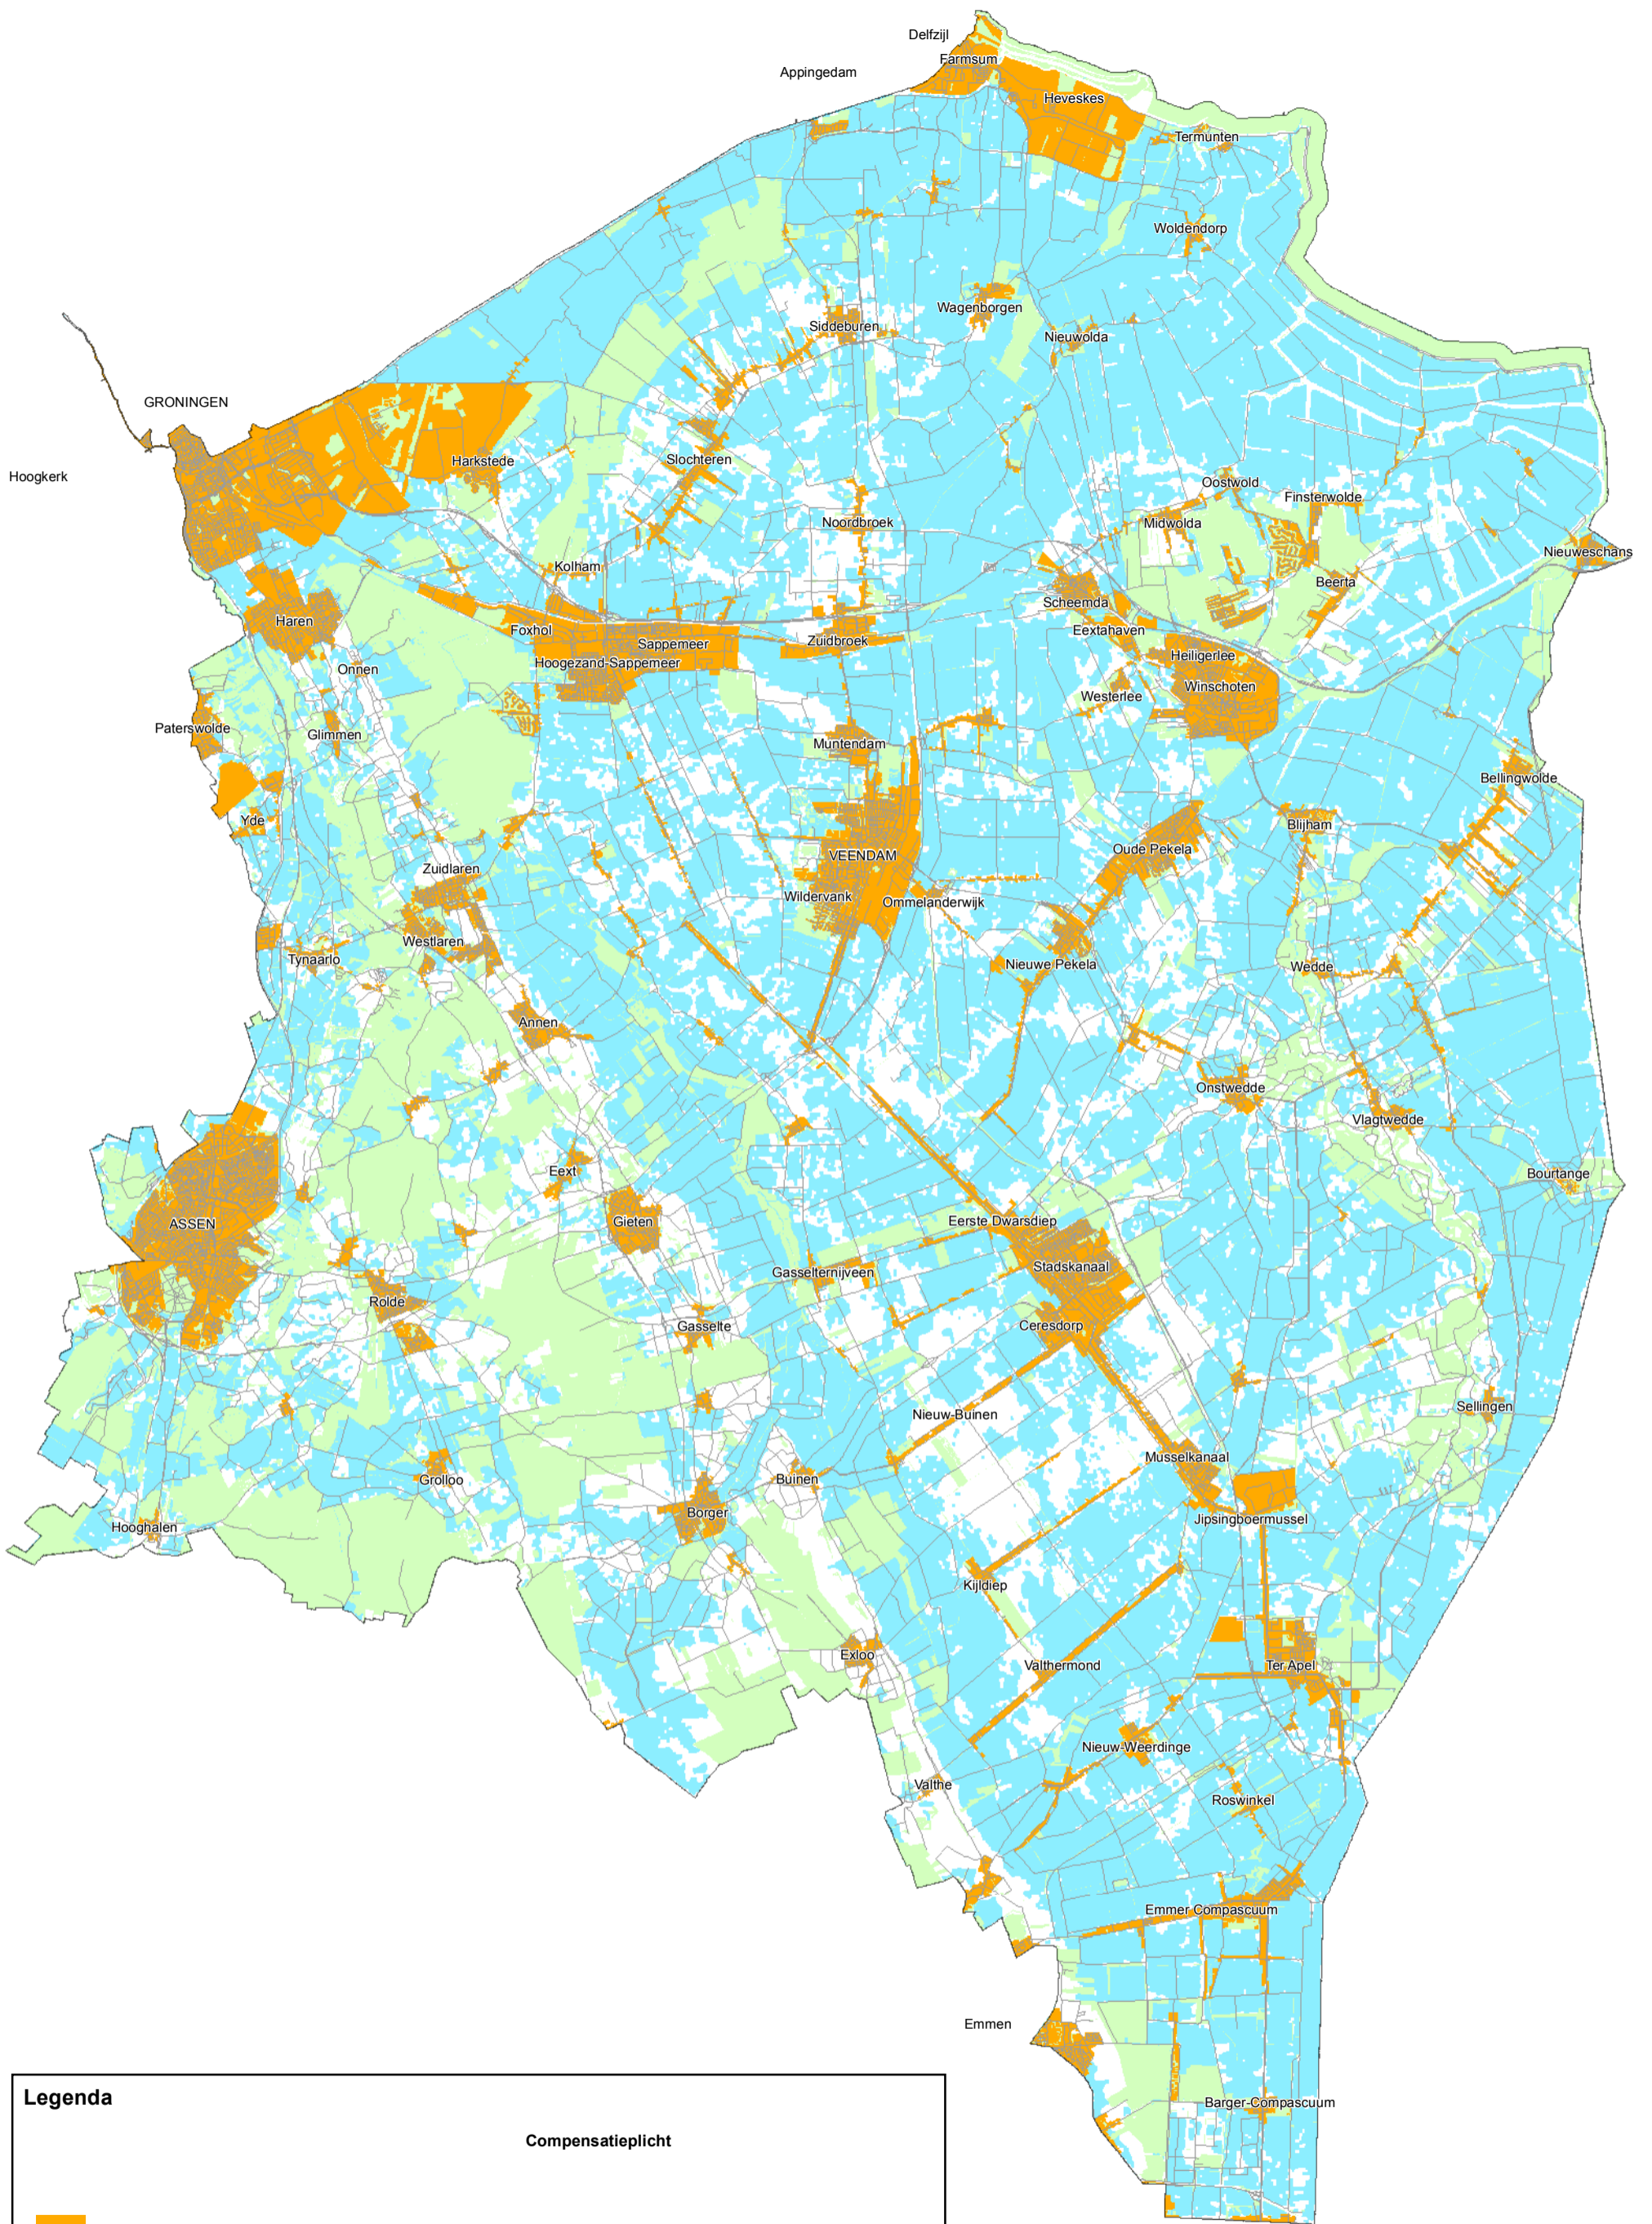 Delfzijl
Farmsum
Appingedam
Heveskes
Termunten
Woldendorp
Wagenborgen
Siddeburen
Nieuwolda
GRONINGEN
Harkstede
Slochteren
Hoogkerk
Oostwold
Finsterwolde
Noordbroek
Midwolda
Nieuweschans
Kolham
Beerta
Scheemda
Haren
Foxhol
Eextahaven
Sappemeer
Zuidbroek
Hoogezand-Sappemeer
Heiligerlee
Onnen
Winschoten
Westerlee
Paterswolde
Glimmen
Muntendam
Bellingwolde
Yde
Blijham
Oude Pekela
VEENDAM
Zuidlaren
Wildervank
Ommelanderwijk
Westlaren
Tynaarlo
Nieuwe Pekela
Wedde
Annen
Onstwedde
Vlagtwedde
Eext
Bourtange
ASSEN
Gieten
Eerste Dwarsdiep
Gasselternijveen
Stadskanaal
Rolde
Gasselte
Ceresdorp
Sellingen
Nieuw-Buinen
Musselkanaal
Grolloo
Buinen
Borger
Jipsingboermussel
Hooghalen
Kijldiep
Exloo
Valthermond
Ter Apel
Nieuw-Weerdinge
Valthe
Roswinkel
Emmer Compascuum
Emmen
Barger-Compascuum
Legenda
Compensatieplicht